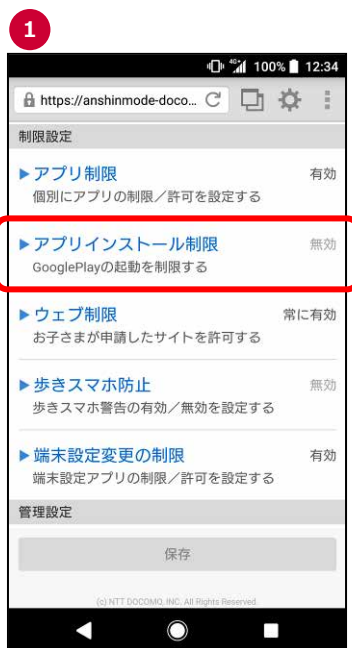 1
100% 12:34
https://anshinmode-doco...
制限設定
▶アプリ制限 有効
個別にアプリの制限／許可を設定する
▶アプリインストール制限 無効
GooglePlayの起動を制限する
▶ウェブ制限 常に有効
お子さまが申請したサイトを許可する
▶歩きスマホ防止 無効
歩きスマホ警告の有効／無効を設定する
▶端末設定変更の制限 有効
端末設定アプリの制限／許可を設定する
管理設定
保存
(c) NTT DOCOMO, INC. All Rights Reserved.